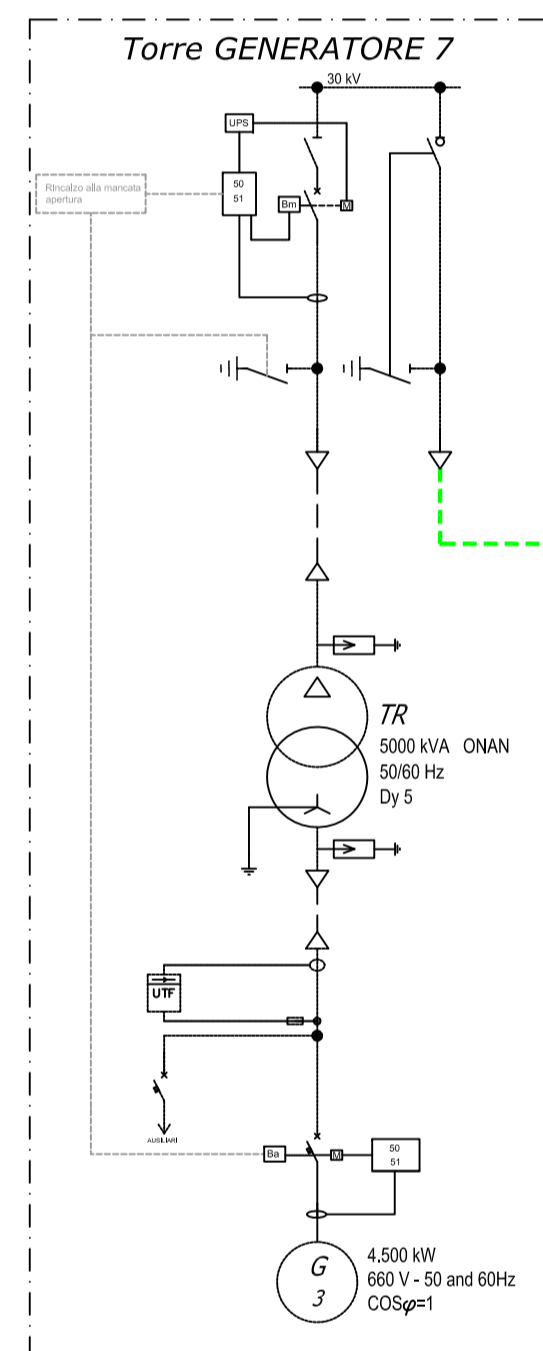 Torre GENERATORE 7
30 kV
UPS
Rincalzo alla mancata
apertura
50
51
Bm
M
TR
5000 kVA ONAN
50/60 Hz
Dy 5
UTF
AUSILIARI
Ba
M
50
51
G
3
4.500 kW
660 V - 50 and 60Hz
COSφ=1